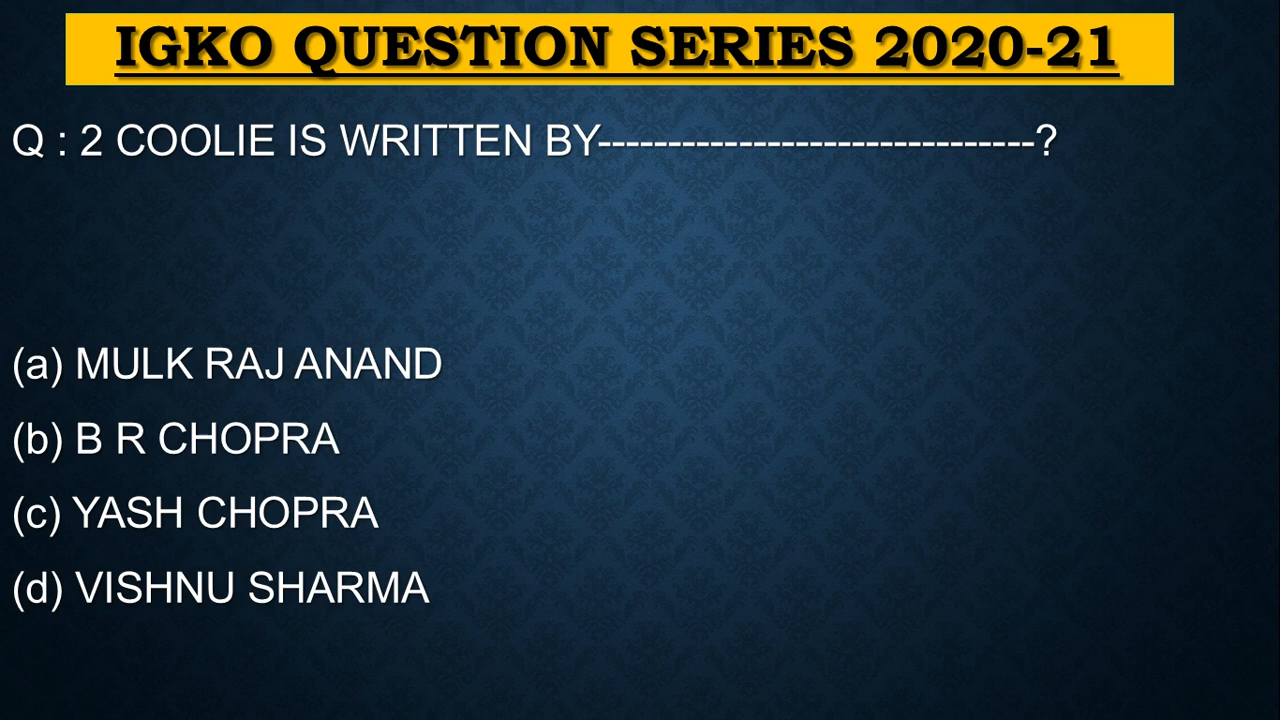 IGKO QUESTION SERIES 2020-21
Q : 2 COOLIE IS WRITTEN BY-------------------------------?
(a) MULK RAJ ANAND
(b) B R CHOPRA
(c) YASH CHOPRA
(d) VISHNU SHARMA